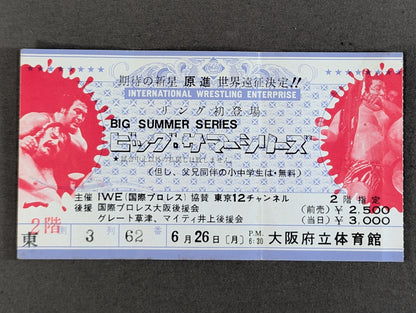 期待の新星 原進 世界遠征決定!!
INTERNATIONAL WRESTLING ENTERPRISE
リング初登場
BIG SUMMER SERIES
ビッグ・サマーシリーズ
(但し、父兄同伴の小中学生は・無料)
主催 IWE(国際プロレス) 協賛 東京12チャンネル
後援 国際プロレス大阪後援会
グレート草津、マイティ井上後援会
2階指定
(前売) ¥2,500
(当日) ¥3,000
2階
東 3 列 62 番 6月26日(月) P.M. 6:30 大阪府立体育館